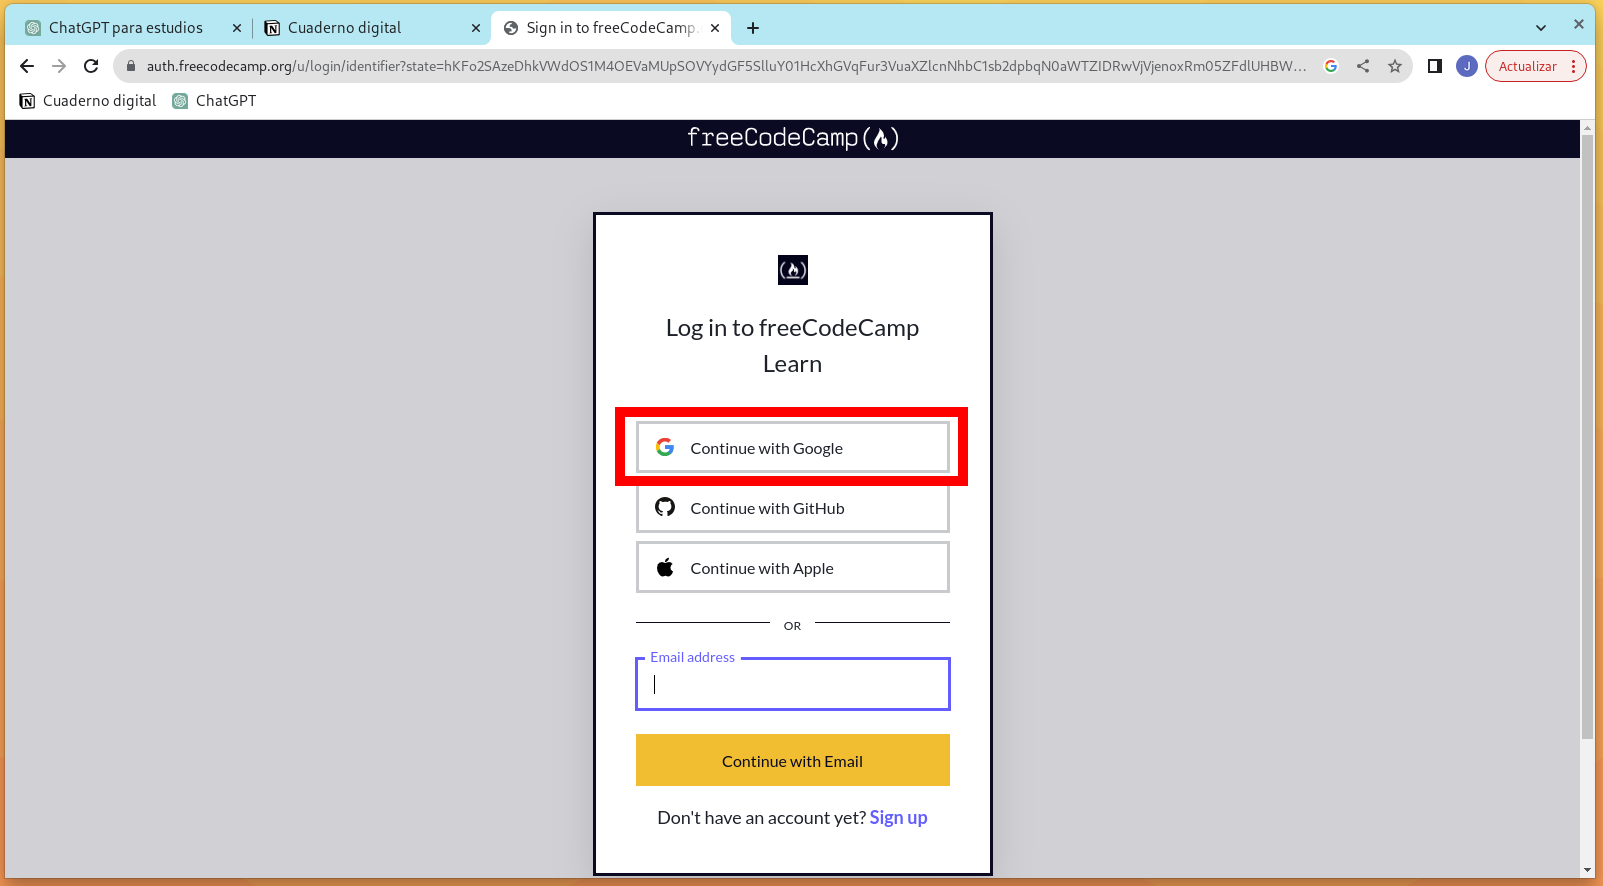 ChatGPT para estudios
Cuaderno digital
Sign in to freeCodeCamp.
auth.freecodecamp.org/u/login/identifier?state=hKFo2SAzeDhkVWdOS1M4OEVaMUpSOVYydGF5SlluY01HcXhGVqFur3VuaXZlcnNhbC1sb2dpbqN0aWTZIDRwVjVjenoxRm05ZFdlUHBW...
J
Actualizar
Cuaderno digital
ChatGPT
freeCodeCamp
Log in to freeCodeCamp
Learn
Continue with Google
Continue with GitHub
Continue with Apple
OR
Email address
Continue with Email
Don't have an account yet? Sign up